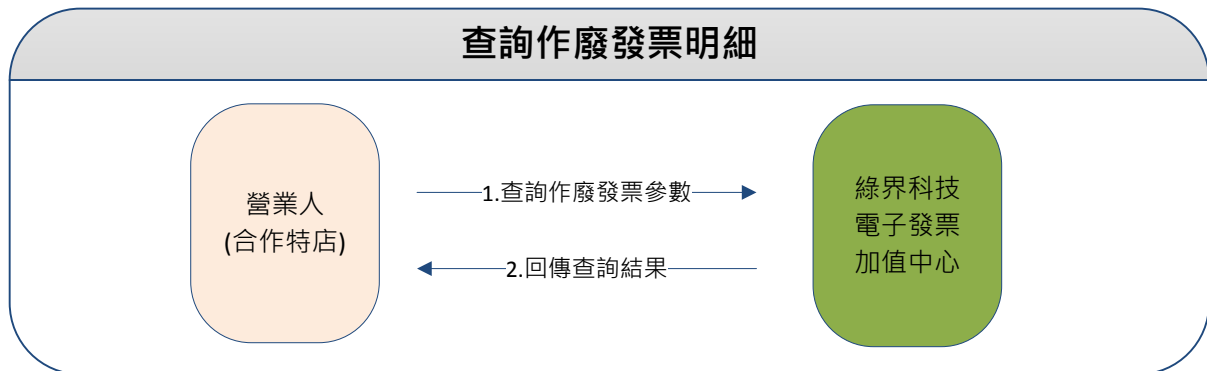 查詢作廢發票明細
營業人
(合作特店)
1.查詢作廢發票參數
2.回傳查詢結果
綠界科技
電子發票
加值中心